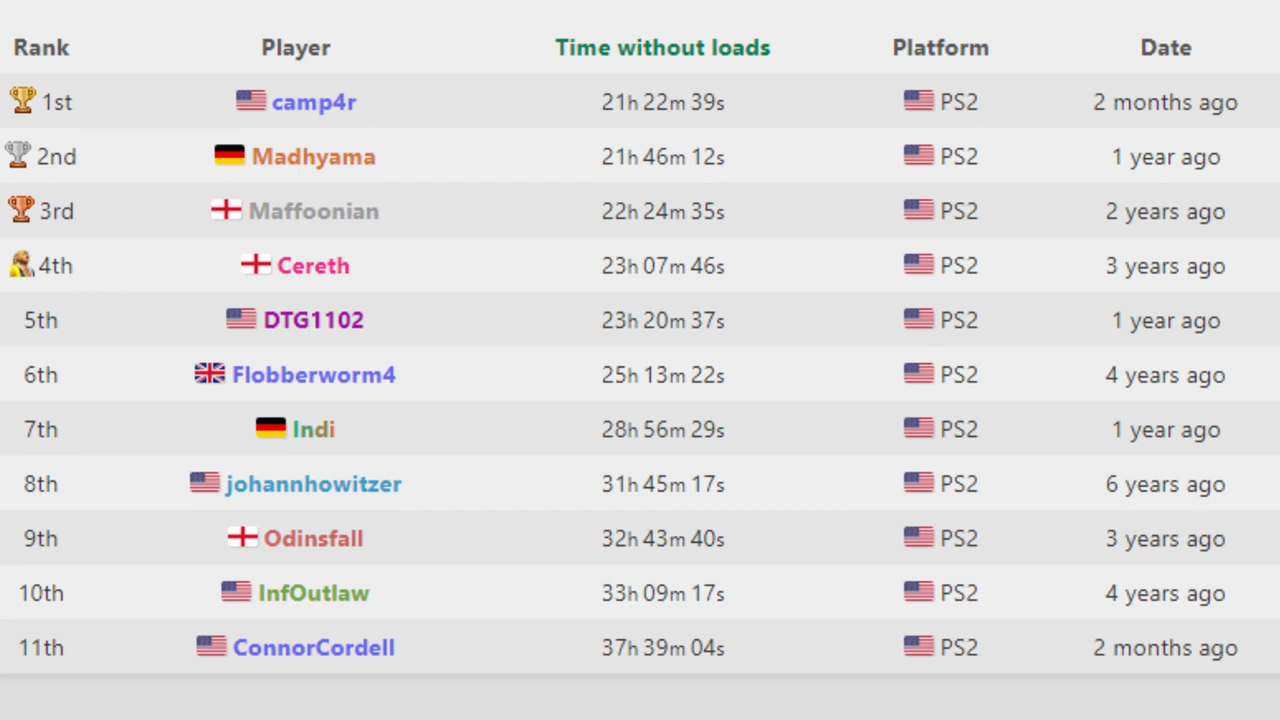 Rank Player Time without loads Platform Date
1st camp4r 21h 22m 39s PS2 2 months ago
2nd Madhyama 21h 46m 12s PS2 1 year ago
3rd Maffoonian 22h 24m 35s PS2 2 years ago
4th Cereth 23h 07m 46s PS2 3 years ago
5th DTG1102 23h 20m 37s PS2 1 year ago
6th Flobberworm4 25h 13m 22s PS2 4 years ago
7th Indi 28h 56m 29s PS2 1 year ago
8th johannhowitzer 31h 45m 17s PS2 6 years ago
9th Odinsfall 32h 43m 40s PS2 3 years ago
10th InfOutlaw 33h 09m 17s PS2 4 years ago
11th ConnorCordell 37h 39m 04s PS2 2 months ago